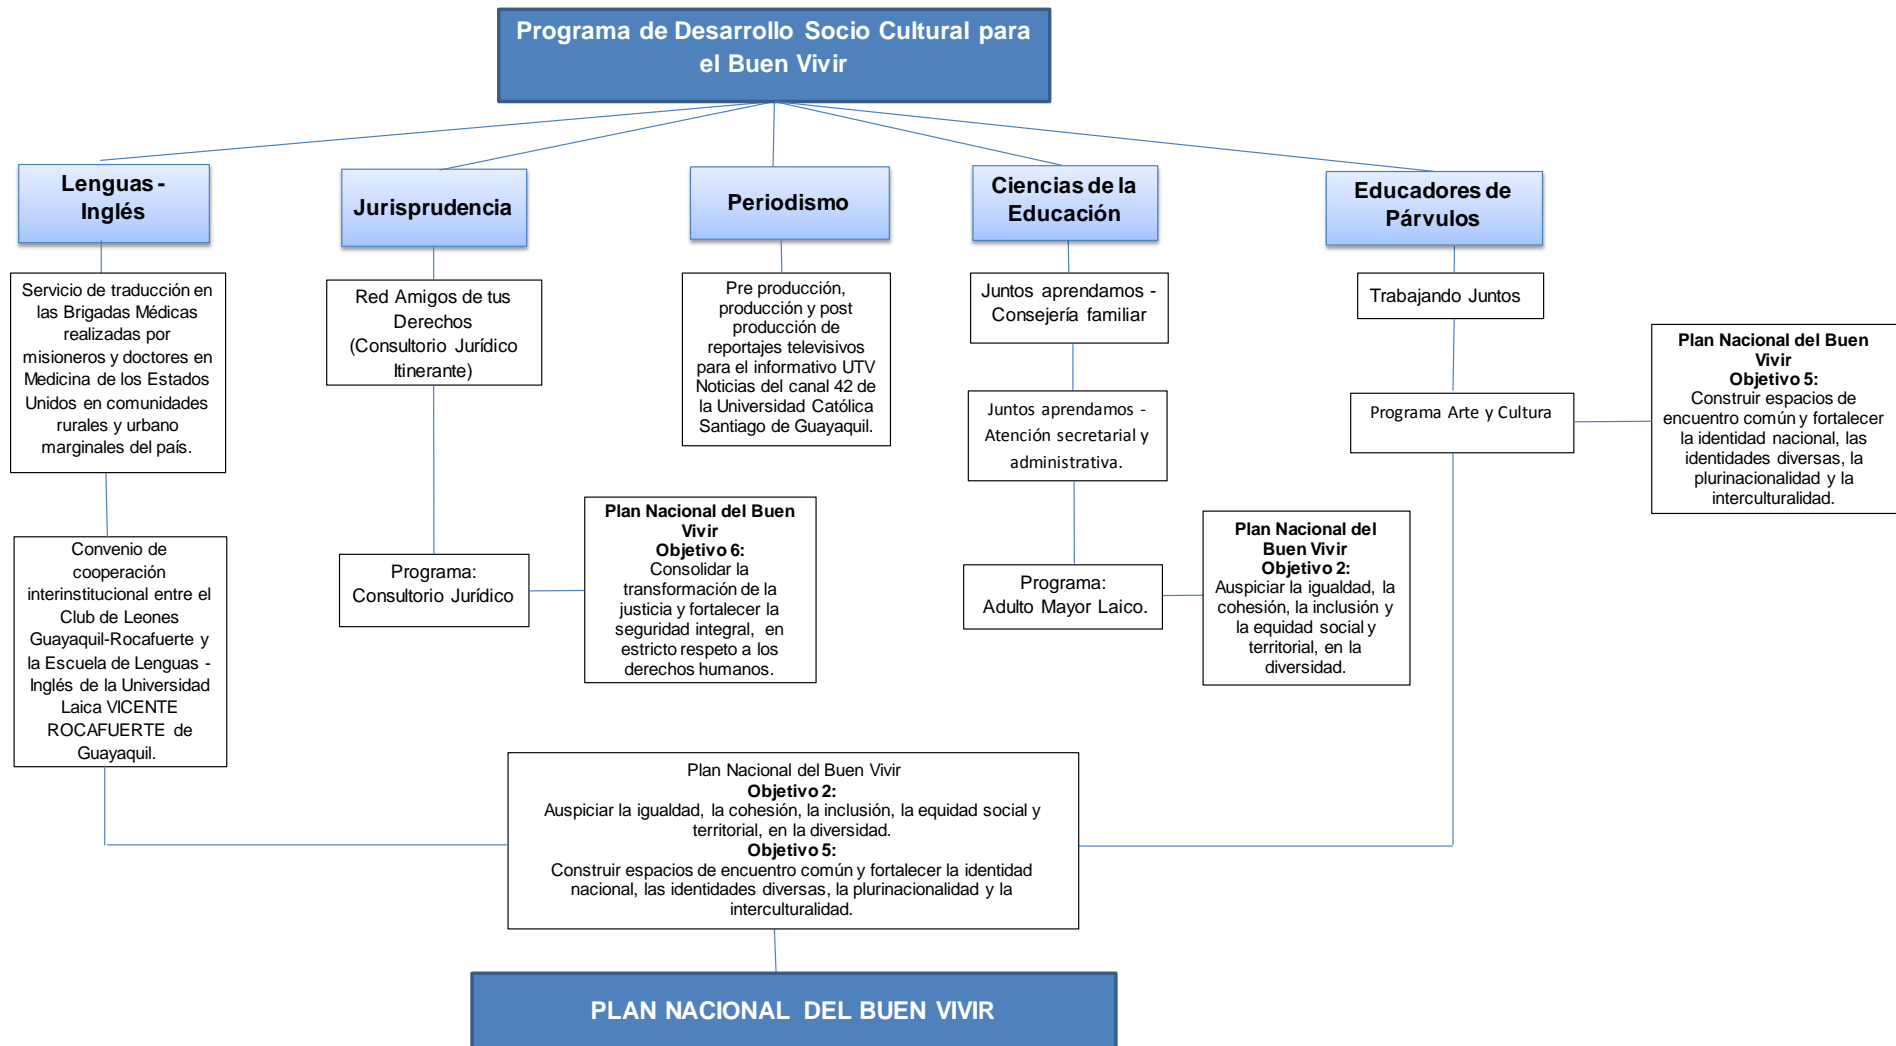 Programa de Desarrollo Socio Cultural para
el Buen Vivir
Lenguas -
Inglés
Jurisprudencia
Periodismo
Ciencias de la
Educación
Educadores de
Párvulos
Servicio de traducción en
las Brigadas Médicas
realizadas por
misioneros y doctores en
Medicina de los Estados
Unidos en comunidades
rurales y urbano
marginales del país.
Red Amigos de tus
Derechos
(Consultorio Jurídico
Itinerante)
Pre producción,
producción y post
producción de
reportajes televisivos
para el informativo UTV
Noticias del canal 42 de
la Universidad Católica
Santiago de Guayaquil.
Juntos aprendamos -
Consejería familiar
Trabajando Juntos
Juntos aprendamos -
Atención secretarial y
administrativa.
Programa Arte y Cultura
Plan Nacional del Buen
Vivir
Objetivo 5:
Construir espacios de
encuentro común y fortalecer
la identidad nacional, las
identidades diversas, la
plurinacionalidad y la
interculturalidad.
Convenio de
cooperación
interinstitucional entre el
Club de Leones
Guayaquil-Rocafuerte y
la Escuela de Lenguas -
Inglés de la Universidad
Laica VICENTE
ROCAFUERTE de
Guayaquil.
Programa:
Consultorio Jurídico
Plan Nacional del Buen
Vivir
Objetivo 6:
Consolidar la
transformación de la
justicia y fortalecer la
seguridad integral, en
estricto respeto a los
derechos humanos.
Programa:
Adulto Mayor Laico.
Plan Nacional del
Buen Vivir
Objetivo 2:
Auspiciar la igualdad, la
cohesión, la inclusión y
la equidad social y
territorial, en la
diversidad.
Plan Nacional del Buen Vivir
Objetivo 2:
Auspiciar la igualdad, la cohesión, la inclusión, la equidad social y
territorial, en la diversidad.
Objetivo 5:
Construir espacios de encuentro común y fortalecer la identidad
nacional, las identidades diversas, la plurinacionalidad y la
interculturalidad.
PLAN NACIONAL DEL BUEN VIVIR